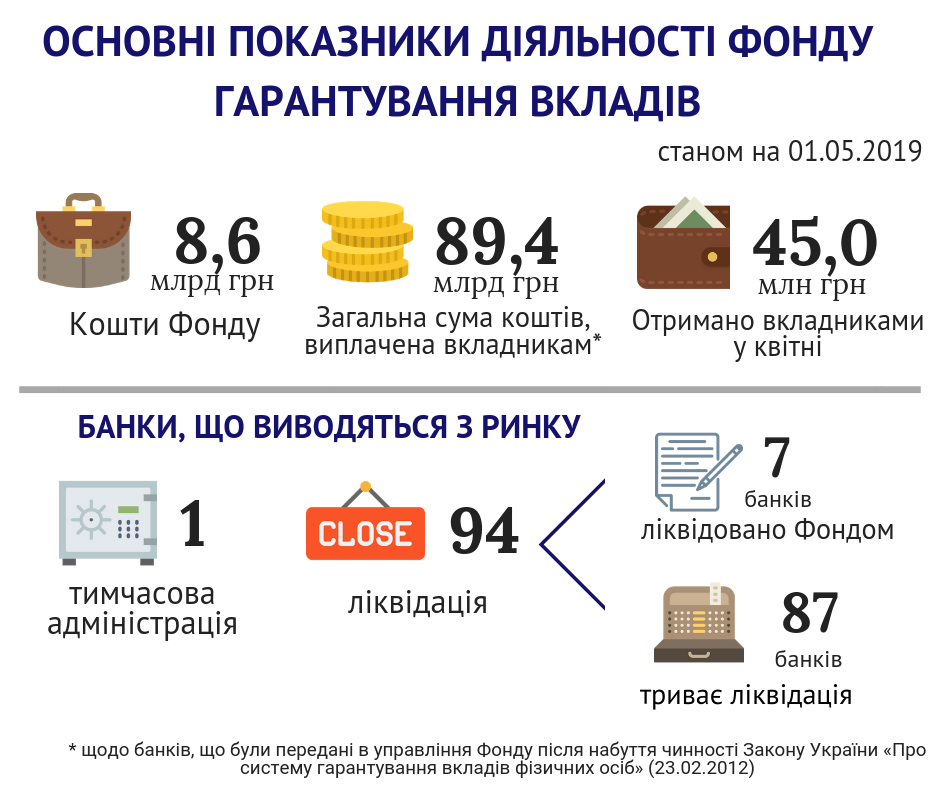 ОСНОВНІ ПОКАЗНИКИ ДІЯЛЬНОСТІ ФОНДУ
ГАРАНТУВАННЯ ВКЛАДІВ
станом на 01.05.2019
8,6
млрд грн
Кошти Фонду
89,4
млрд грн
Загальна сума коштів,
виплачена вкладникам*
45,0
млн грн
Отримано вкладниками
у квітні
БАНКИ, ЩО ВИВОДЯТЬСЯ З РИНКУ
1
тимчасова
адміністрація
CLOSE
94
ліквідація
7
банків
ліквідовано Фондом
87
банків
триває ліквідація
* щодо банків, що були передані в управління Фонду після набуття чинності Закону України «Про
систему гарантування вкладів фізичних осіб» (23.02.2012)